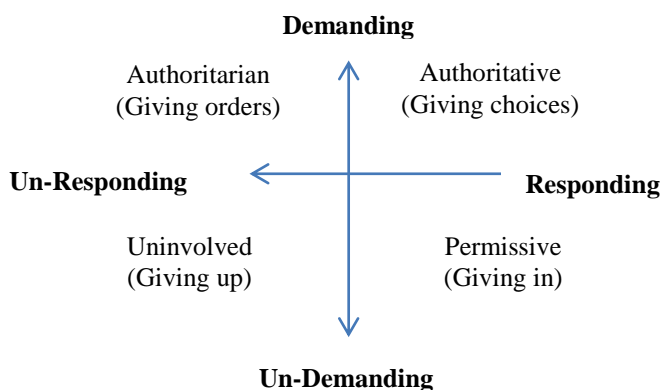 Demanding
Authoritarian
(Giving orders)
Authoritative
(Giving choices)
Un-Responding
Responding
Uninvolved
(Giving up)
Permissive
(Giving in)
Un-Demanding